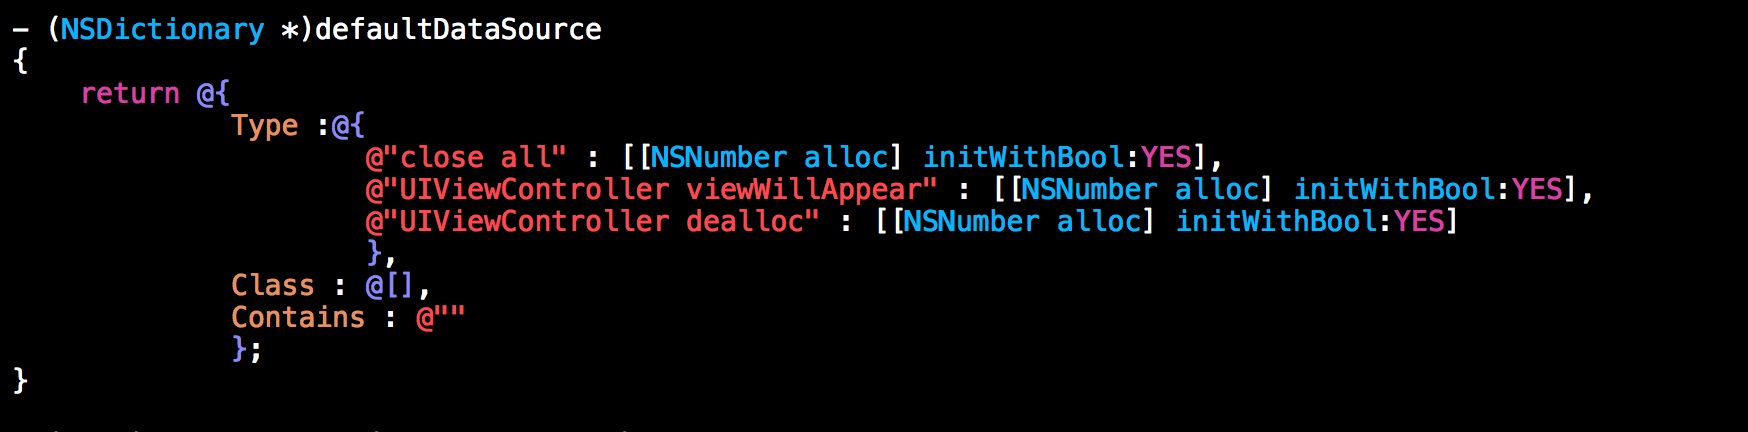 - (NSDictionary *)defaultDataSource
{
    return @{
             Type :@{
                     @"close all" : [[NSNumber alloc] initWithBool:YES],
                     @"UIViewController viewWillAppear" : [[NSNumber alloc] initWithBool:YES],
                     @"UIViewController dealloc" : [[NSNumber alloc] initWithBool:YES]
                     },
             Class : @[],
             Contains : @""
             };
}